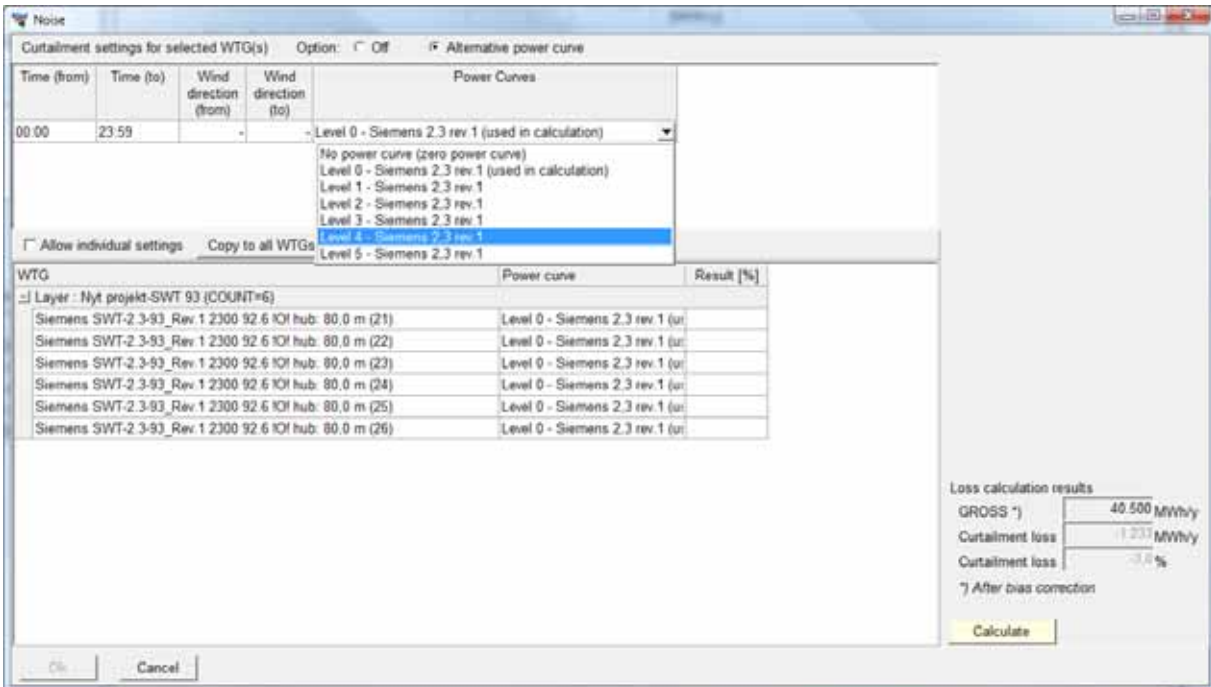 Noise
Curtailment settings for selected WTG(s) Option: Off Alternative power curve
Time (from) Time (to) Wind direction (from) Wind direction (to) Power Curves
00:00 23:59 - - Level 0 - Siemens 2,3 rev.1 (used in calculation)
No power curve (zero power curve)
Level 0 - Siemens 2,3 rev.1 (used in calculation)
Level 1 - Siemens 2,3 rev.1
Level 2 - Siemens 2,3 rev.1
Level 3 - Siemens 2,3 rev.1
Level 4 - Siemens 2,3 rev.1
Level 5 - Siemens 2,3 rev.1
Allow individual settings Copy to all WTGs
WTG Power curve Result [%]
Layer : Nyt projekt-SWT 93 (COUNT=6)
Siemens SWT-2.3-93_Rev.1 2300 92.6 !O! hub: 80,0 m (21) Level 0 - Siemens 2,3 rev.1 (u
Siemens SWT-2.3-93_Rev.1 2300 92.6 !O! hub: 80,0 m (22) Level 0 - Siemens 2,3 rev.1 (u
Siemens SWT-2.3-93_Rev.1 2300 92.6 !O! hub: 80,0 m (23) Level 0 - Siemens 2,3 rev.1 (u
Siemens SWT-2.3-93_Rev.1 2300 92.6 !O! hub: 80,0 m (24) Level 0 - Siemens 2,3 rev.1 (u
Siemens SWT-2.3-93_Rev.1 2300 92.6 !O! hub: 80,0 m (25) Level 0 - Siemens 2,3 rev.1 (u
Siemens SWT-2.3-93_Rev.1 2300 92.6 !O! hub: 80,0 m (26) Level 0 - Siemens 2,3 rev.1 (u
Loss calculation results
GROSS *) 40.500 MWh/y
Curtailment loss -1.233 MWh/y
Curtailment loss -3,0 %
*) After bias correction
Calculate
Ok Cancel